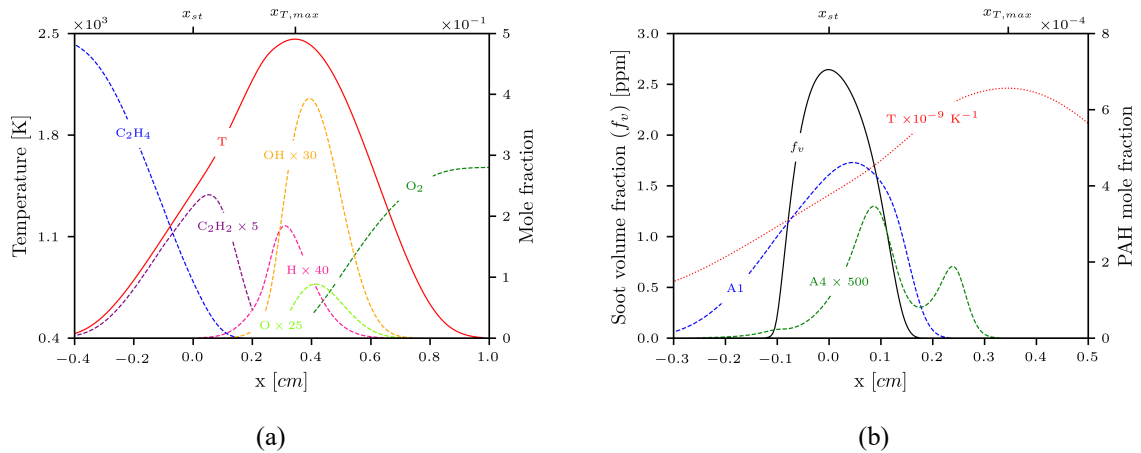 x_st x_T,max
×10³ ×10⁻¹
2.5 5
4
1.8 3
1.1 2
1
0.4 0
Temperature [K]
Mole fraction
C₂H₄
T
OH × 30
O₂
C₂H₂ × 5
H × 40
O × 25
−0.4 −0.2 0.0 0.2 0.4 0.6 0.8 1.0
x [cm]
(a)
x_st x_T,max
×10⁻⁴
3.0 8
2.5
2.0 6
1.5 4
1.0
0.5 2
0.0 0
Soot volume fraction (f_v) [ppm]
PAH mole fraction
T ×10⁻⁹ K⁻¹
f_v
A1
A4 × 500
−0.3 −0.2 −0.1 0.0 0.1 0.2 0.3 0.4 0.5
x [cm]
(b)